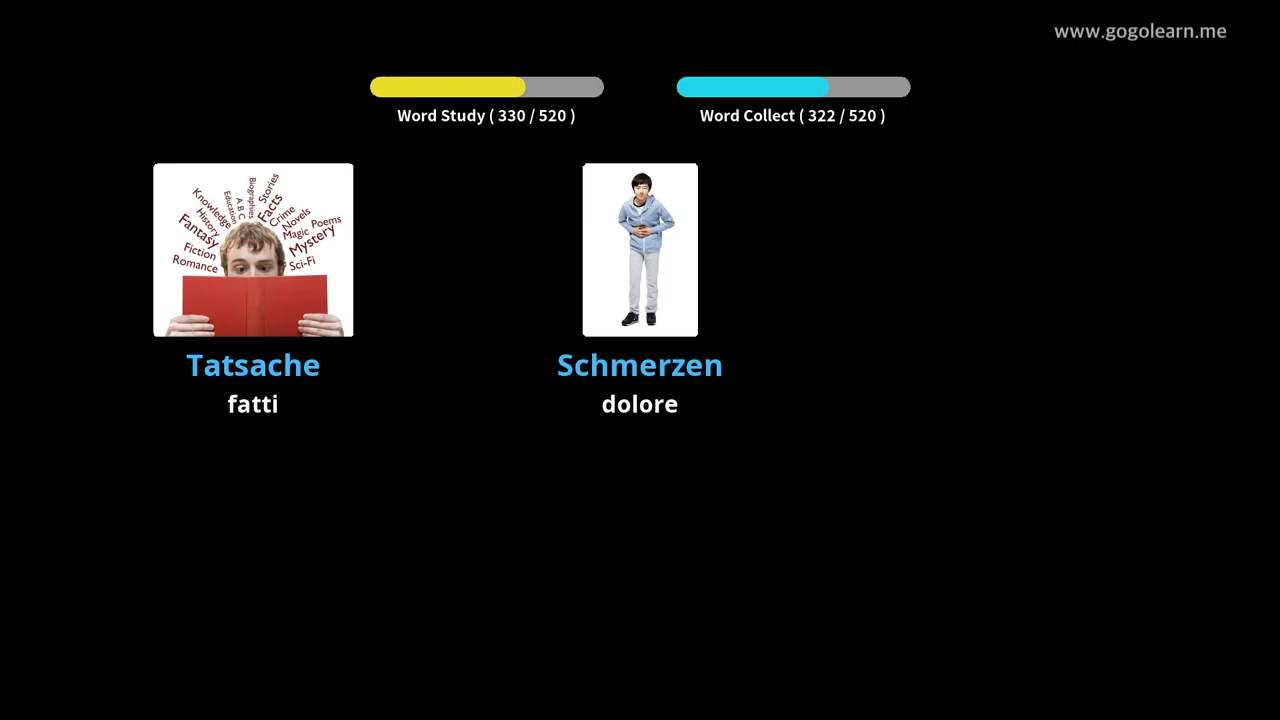 www.gogolearn.me
Word Study ( 330 / 520 )
Word Collect ( 322 / 520 )
Knowledge
Education
A B C
Biographies
Stories
Facts
History
Crime
Novels
Fantasy
Magic
Poems
Fiction
Mystery
Romance
Sci-Fi
Tatsache
fatti
Schmerzen
dolore